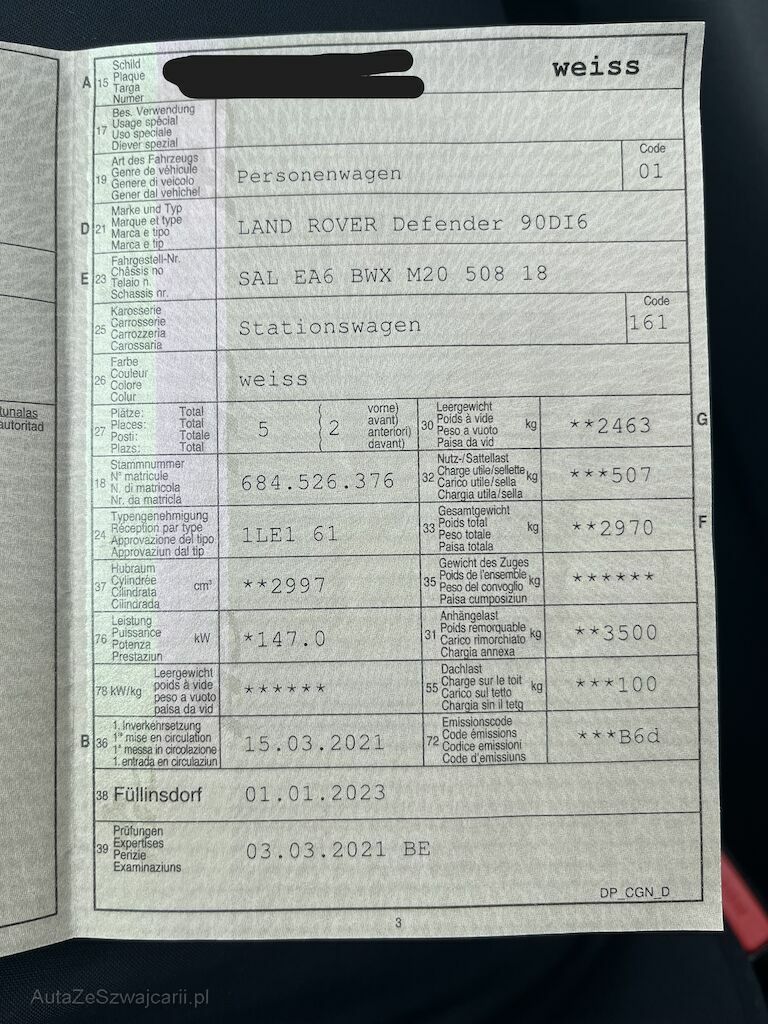 A 15 Schild
Plaque
Targa
Numer
weiss
17 Bes. Verwendung
Usage spécial
Uso speciale
Diever spezial
19 Art des Fahrzeugs
Genre de véhicule
Genere di veicolo
Gener dal vehichel
Personenwagen
Code
01
D 21 Marke und Typ
Marque et type
Marca e tipo
Marca e tip
LAND ROVER Defender 90DI6
E 23 Fahrgestell-Nr.
Châssis no
Telaio n.
Schassis nr.
SAL EA6 BWX M20 508 18
25 Karosserie
Carrosserie
Carrozzeria
Carossaria
Stationswagen
Code
161
26 Farbe
Couleur
Colore
Colur
weiss
tunalas
autoritad
27 Plätze: Total
Places: Total
Posti: Totale
Plazs: Total
5 ( 2 vorne)
avant)
anteriori)
davant)
30 Leergewicht
Poids à vide
Peso a vuoto
Paisa da vid
kg
**2463
G
18 Stammnummer
N° matricule
N. di matricola
Nr. da matricla
684.526.376
32 Nutz-/Sattellast
Charge utile/sellette
Carico utile/sella
Chargia utila/sella
kg
***507
24 Typengenehmigung
Réception par type
Approvazione del tipo
Approvaziun dal tip
1LE1 61
33 Gesamtgewicht
Poids total
Peso totale
Paisa totala
kg
**2970
F
37 Hubraum
Cylindrée
Cilindrata
Cilindrada
cm³
**2997
35 Gewicht des Zuges
Poids de l'ensemble
Peso del convoglio
Paisa cumposiziun
kg
******
76 Leistung
Puissance
Potenza
Prestaziun
kW
*147.0
31 Anhängelast
Poids remorquable
Carico rimorchiato
Chargia annexa
kg
**3500
78 kW/kg Leergewicht
poids à vide
peso a vuoto
paisa da vid
******
55 Dachlast
Charge sur le toit
Carico sul tetto
Chargia sin il tetg
kg
***100
B 36 1. Inverkehrsetzung
1re mise en circulation
1a messa in circolazione
1. entrada en circulaziun
15.03.2021
72 Emissionscode
Code émissions
Codice emissioni
Code d'emissiuns
***B6d
38 Füllinsdorf 01.01.2023
39 Prüfungen
Expertises
Perizie
Examinaziuns
03.03.2021 BE
DP_CGN_D
3
AutaZeSzwajcarii.pl